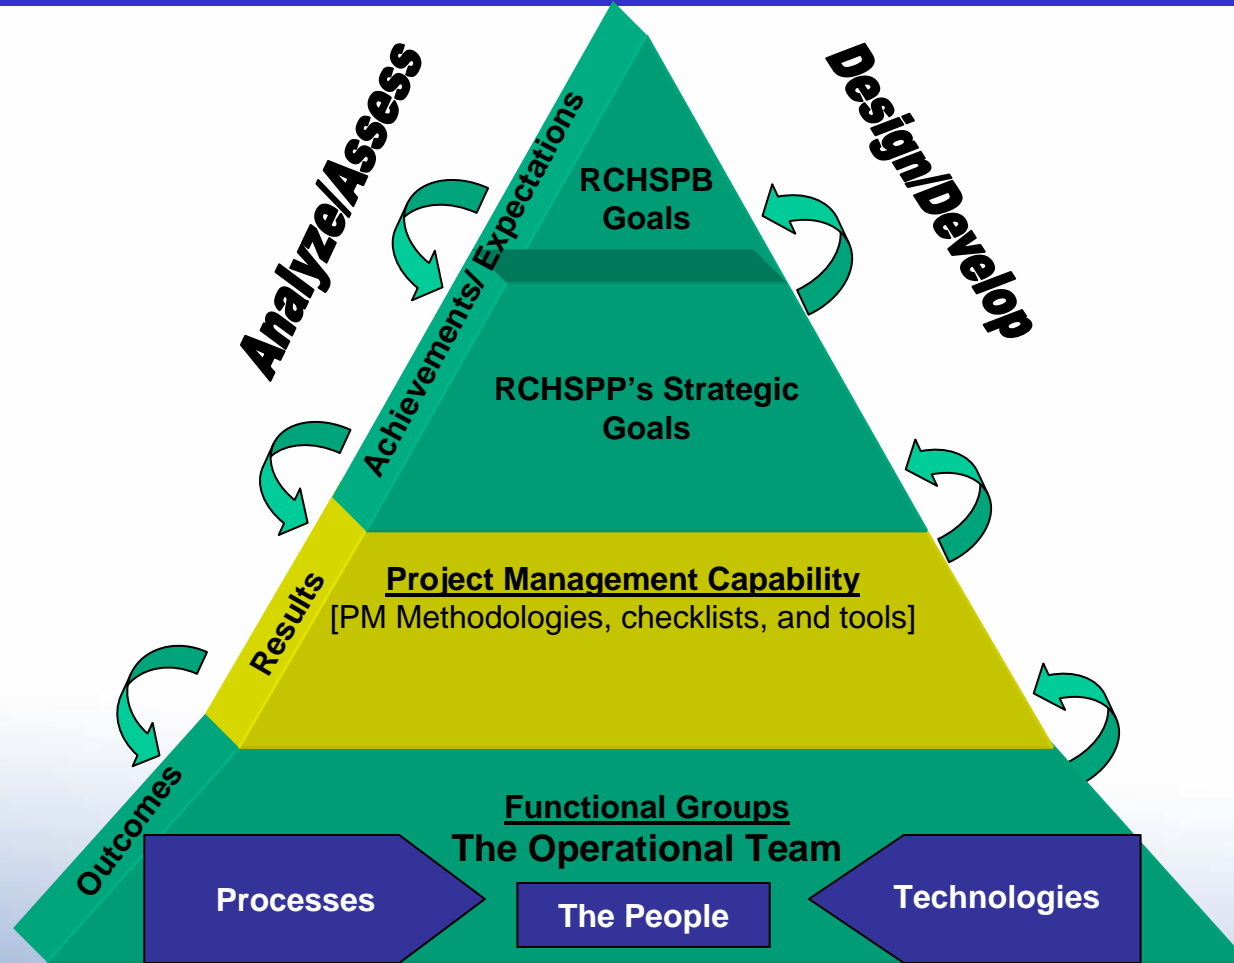 Analyze/Assess
Design/Develop
Achievements/ Expectations
RCHSPB
Goals
RCHSPP’s Strategic
Goals
Results
Project Management Capability
[PM Methodologies, checklists, and tools]
Outcomes
Functional Groups
The Operational Team
Processes
The People
Technologies